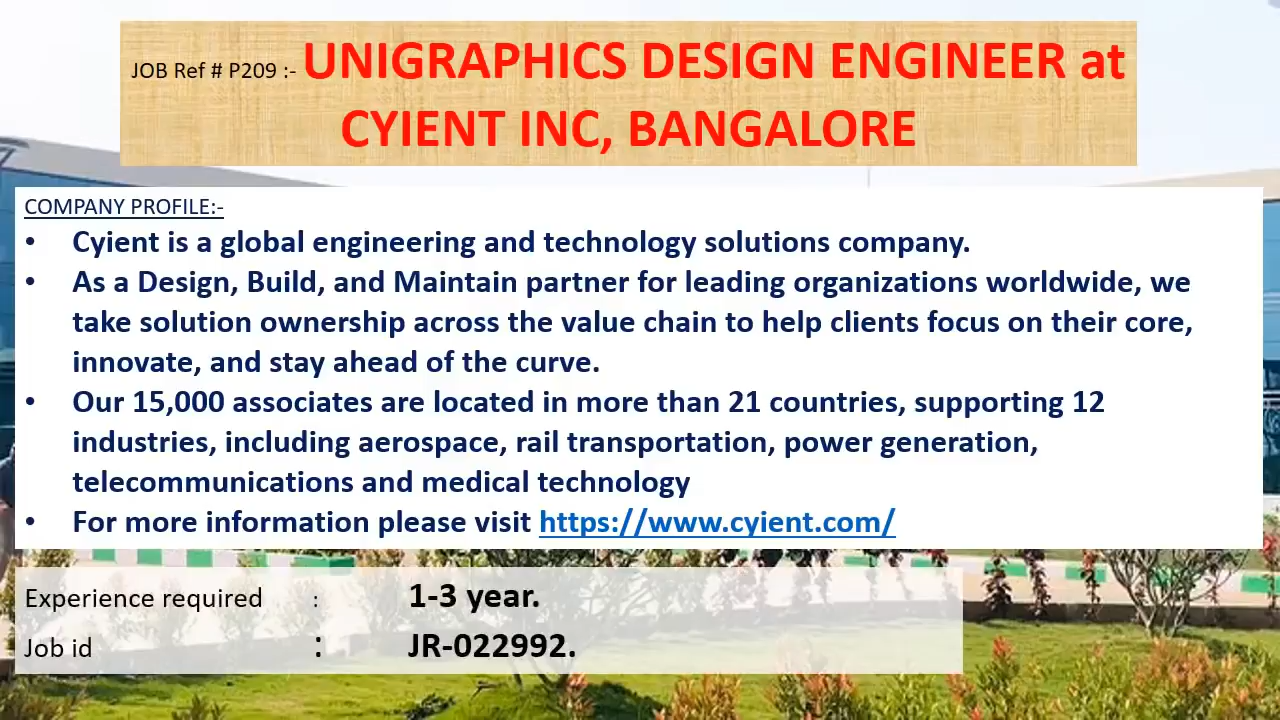 JOB Ref # P209 :- UNIGRAPHICS DESIGN ENGINEER at
CYIENT INC, BANGALORE
COMPANY PROFILE:-
• Cyient is a global engineering and technology solutions company.
• As a Design, Build, and Maintain partner for leading organizations worldwide, we
take solution ownership across the value chain to help clients focus on their core,
innovate, and stay ahead of the curve.
• Our 15,000 associates are located in more than 21 countries, supporting 12
industries, including aerospace, rail transportation, power generation,
telecommunications and medical technology
• For more information please visit https://www.cyient.com/
Experience required : 1-3 year.
Job id : JR-022992.